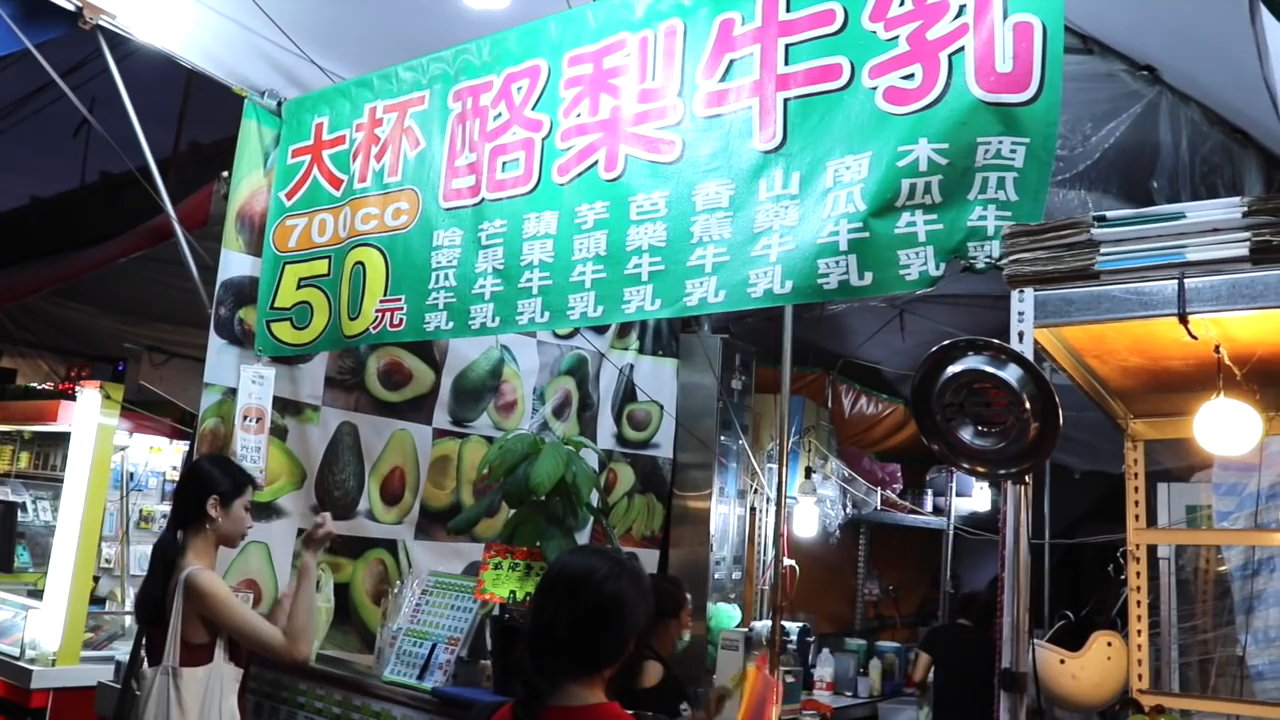 大杯
酪梨牛乳
700cc
50元
哈密瓜牛乳
芒果牛乳
蘋果牛乳
芋頭牛乳
芭樂牛乳
香蕉牛乳
山藥牛乳
南瓜牛乳
木瓜牛乳
西瓜牛乳